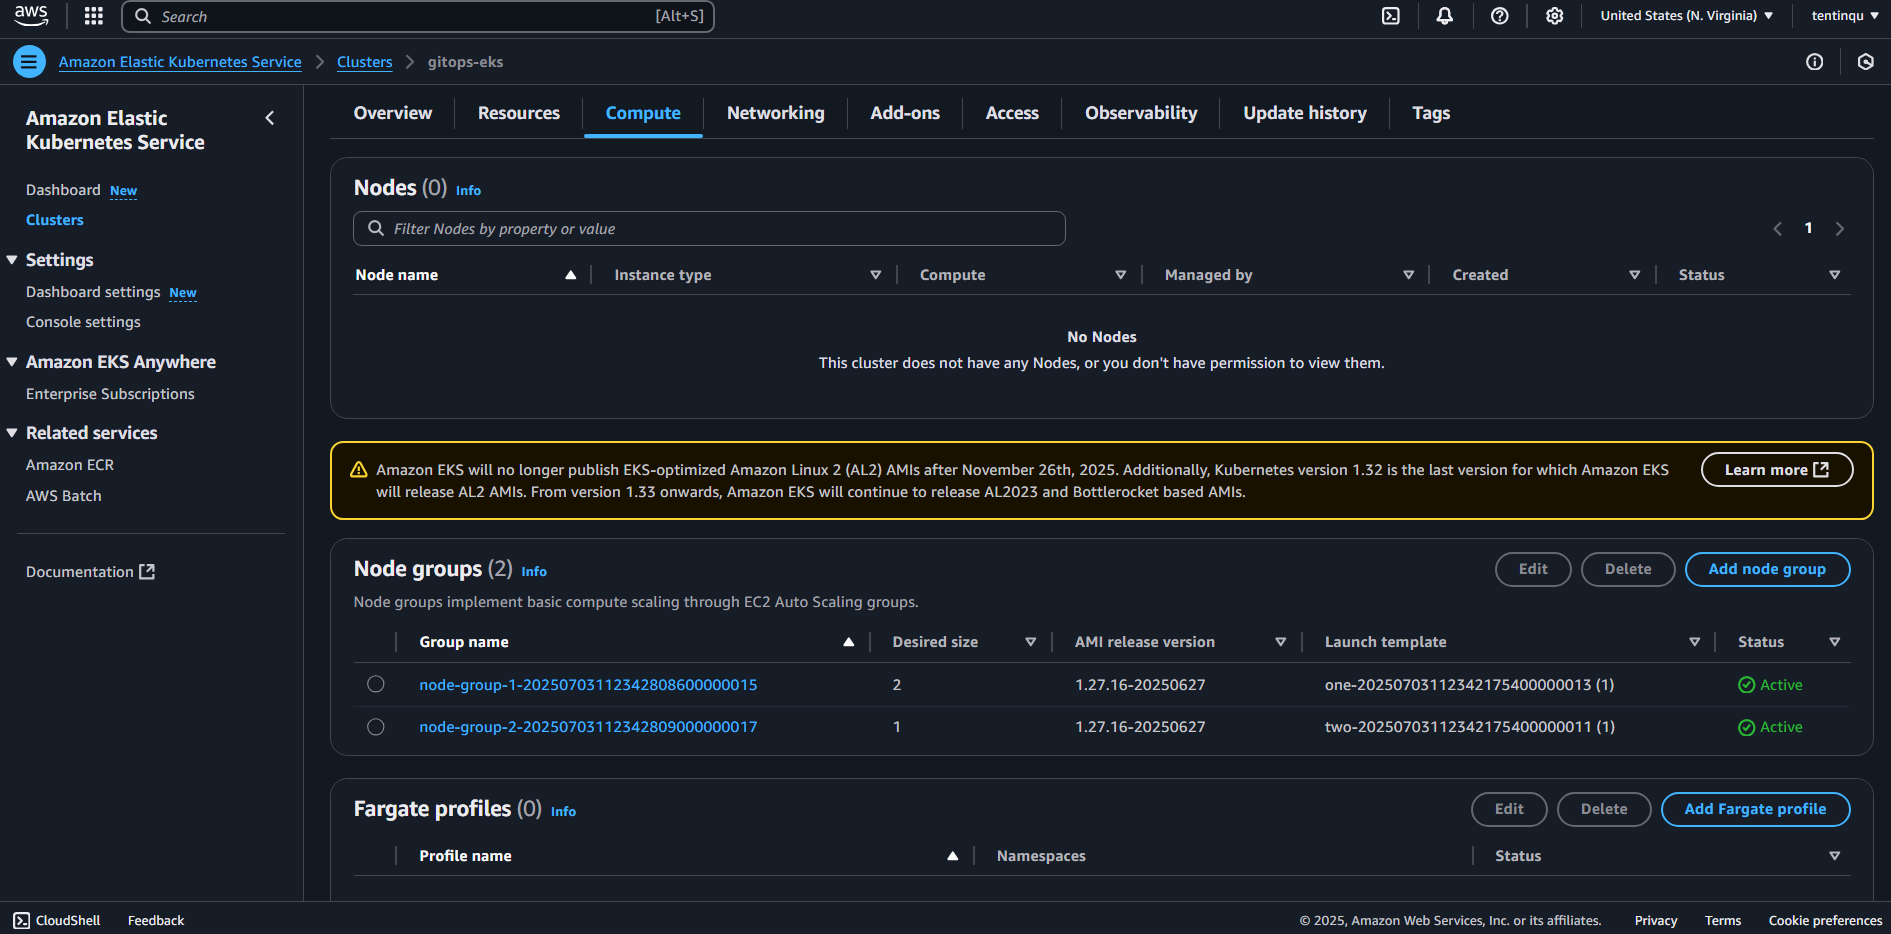 aws
Search [Alt+S]
United States (N. Virginia)
tentinqu
Amazon Elastic Kubernetes Service
Clusters
gitops-eks
Amazon Elastic
Kubernetes Service
Dashboard New
Clusters
Settings
Dashboard settings New
Console settings
Amazon EKS Anywhere
Enterprise Subscriptions
Related services
Amazon ECR
AWS Batch
Documentation
Overview
Resources
Compute
Networking
Add-ons
Access
Observability
Update history
Tags
Nodes (0) Info
Filter Nodes by property or value
1
Node name
Instance type
Compute
Managed by
Created
Status
No Nodes
This cluster does not have any Nodes, or you don't have permission to view them.
Amazon EKS will no longer publish EKS-optimized Amazon Linux 2 (AL2) AMIs after November 26th, 2025. Additionally, Kubernetes version 1.32 is the last version for which Amazon EKS
will release AL2 AMIs. From version 1.33 onwards, Amazon EKS will continue to release AL2023 and Bottlerocket based AMIs.
Learn more
Node groups (2) Info
Edit
Delete
Add node group
Node groups implement basic compute scaling through EC2 Auto Scaling groups.
Group name
Desired size
AMI release version
Launch template
Status
node-group-1-20250703112342808600000015
2
1.27.16-20250627
one-20250703112342175400000013 (1)
Active
node-group-2-20250703112342809000000017
1
1.27.16-20250627
two-20250703112342175400000011 (1)
Active
Fargate profiles (0) Info
Edit
Delete
Add Fargate profile
Profile name
Namespaces
Status
CloudShell
Feedback
© 2025, Amazon Web Services, Inc. or its affiliates.
Privacy
Terms
Cookie preferences